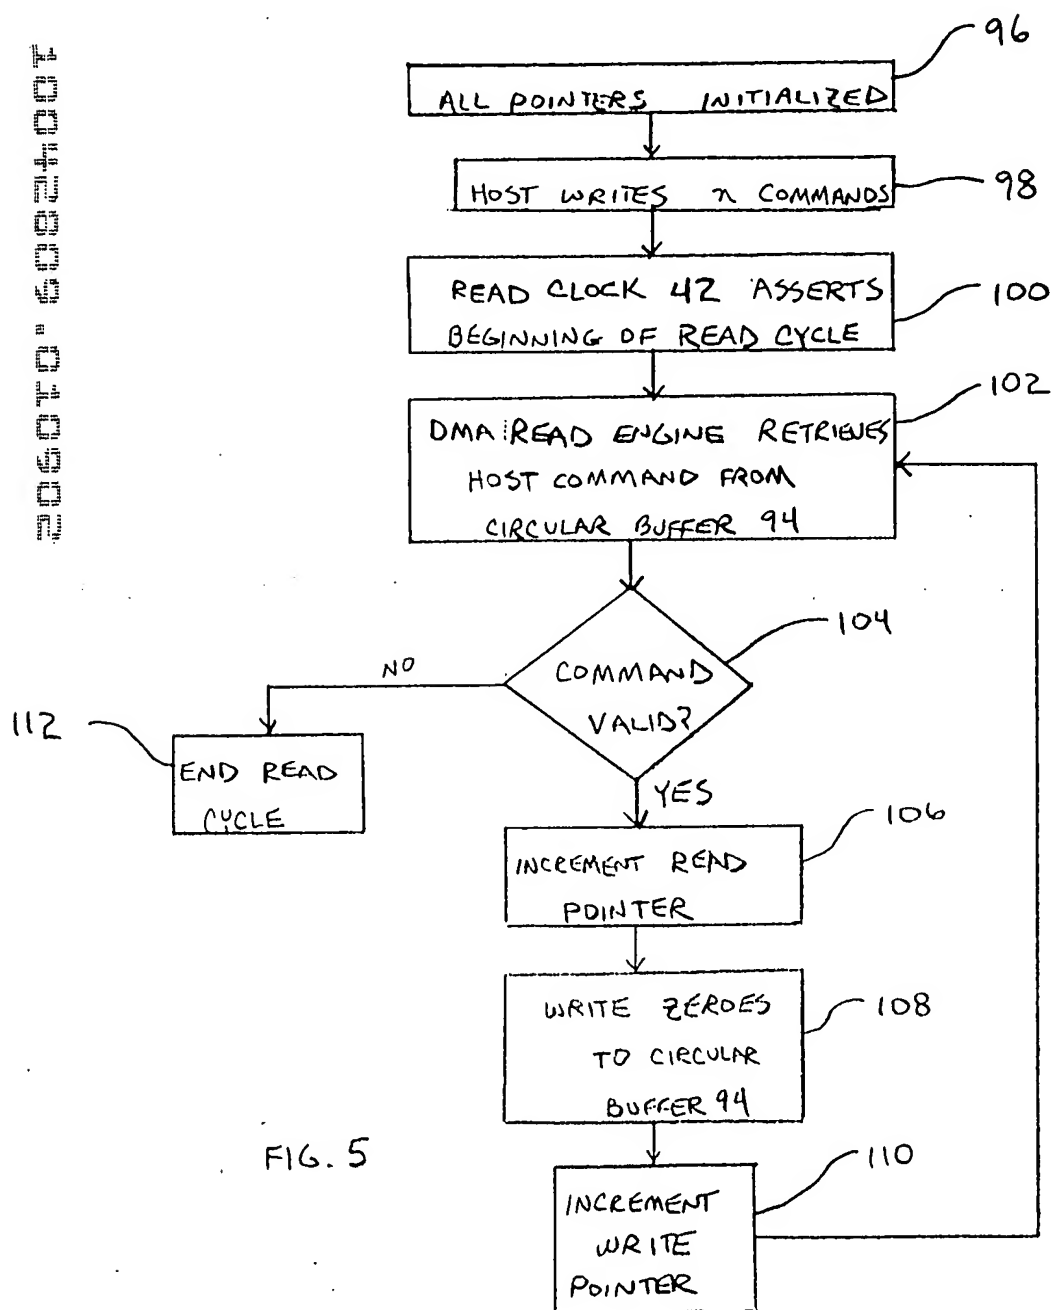 10042809.010902
96
ALL POINTERS INITIALIZED
HOST WRITES n COMMANDS
98
READ CLOCK 42 ASSERTS
BEGINNING OF READ CYCLE
100
102
DMA READ ENGINE RETRIEVES
HOST COMMAND FROM
CIRCULAR BUFFER 94
104
COMMAND
VALID?
NO
112
END READ
CYCLE
YES
106
INCREMENT READ
POINTER
WRITE ZEROES
TO CIRCULAR
BUFFER 94
108
FIG. 5
110
INCREMENT
WRITE
POINTER